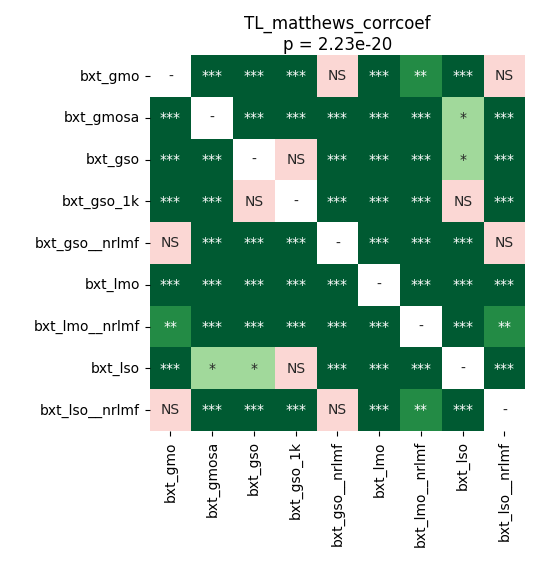 TL_matthews_corrcoef
p = 2.23e-20
bxt_gmo - *** *** *** NS *** ** *** NS
bxt_gmosa *** - *** *** *** *** *** * ***
bxt_gso *** *** - NS *** *** *** * ***
bxt_gso_1k *** *** NS - *** *** *** NS ***
bxt_gso__nrlmf NS *** *** *** - *** *** *** NS
bxt_lmo *** *** *** *** *** - *** *** ***
bxt_lmo__nrlmf ** *** *** *** *** *** - *** **
bxt_lso *** * * NS *** *** *** - ***
bxt_lso__nrlmf NS *** *** *** NS *** ** *** -
bxt_gmo
bxt_gmosa
bxt_gso
bxt_gso_1k
bxt_gso__nrlmf
bxt_lmo
bxt_lmo__nrlmf
bxt_lso
bxt_lso__nrlmf